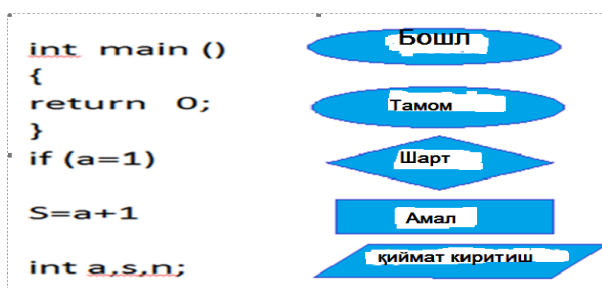 int main ()
{
return 0;
}
if (a=1)
S=a+1
int a,s,n;
Бошл
Тамом
Шарт
Амал
қиймат киритиш